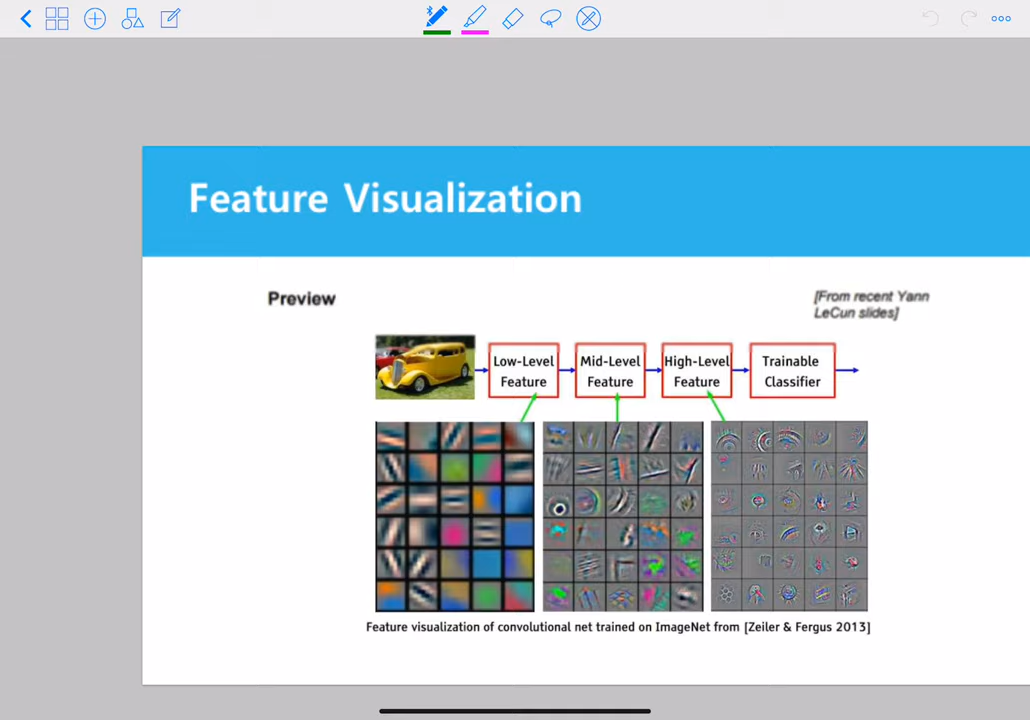 Feature Visualization
Preview
[From recent Yann
LeCun slides]
Low-Level
Feature
Mid-Level
Feature
High-Level
Feature
Trainable
Classifier
Feature visualization of convolutional net trained on ImageNet from [Zeiler & Fergus 2013]